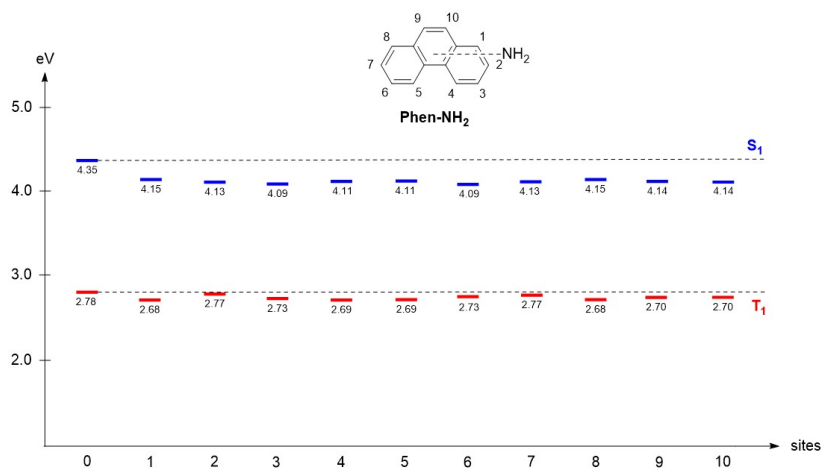 9 10
8 1
NH2
7 2
6 5 4 3
Phen-NH₂
eV
5.0
S₁
4.35
4.15 4.13 4.09 4.11 4.11 4.09 4.13 4.15 4.14 4.14
4.0
3.0
2.78 2.68 2.77 2.73 2.69 2.69 2.73 2.77 2.68 2.70 2.70
T₁
2.0
sites
0 1 2 3 4 5 6 7 8 9 10